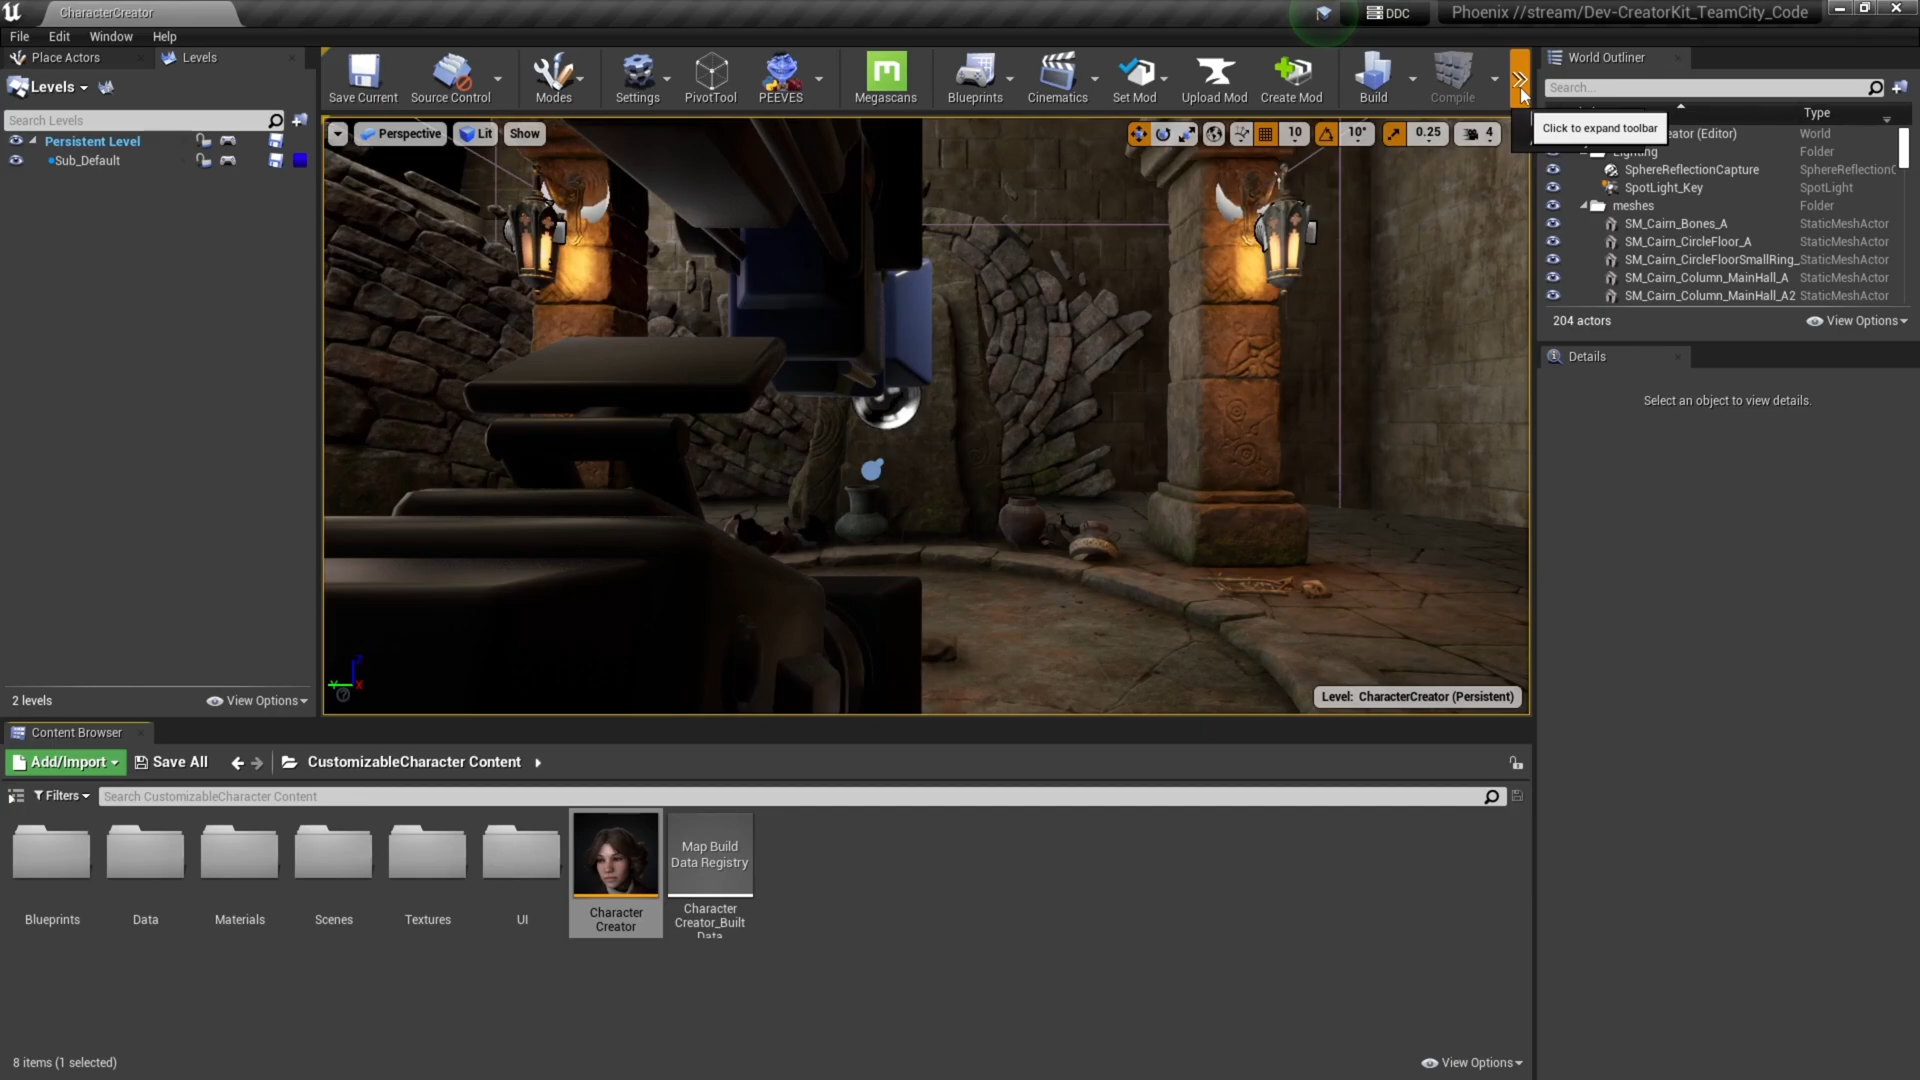 CharacterCreator
DDC
Phoenix //stream/Dev-CreatorKit_TeamCity_Code
File Edit Window Help
Place Actors
Levels
World Outliner
Levels
Save Current
Source Control
Modes
Settings
PivotTool
PEEVES
Megascans
Blueprints
Cinematics
Set Mod
Upload Mod
Create Mod
Build
Compile
Search...
Search Levels
Type
Persistent Level
Sub_Default
Perspective
Lit
Show
10
10°
0.25
4
Click to expand toolbar
(Editor)
World
Lighting
Folder
SphereReflectionCapture
SphereReflectionC
SpotLight_Key
SpotLight
meshes
Folder
SM_Cairn_Bones_A
StaticMeshActor
SM_Cairn_CircleFloor_A
StaticMeshActor
SM_Cairn_CircleFloorSmallRing_
StaticMeshActor
SM_Cairn_Column_MainHall_A
StaticMeshActor
SM_Cairn_Column_MainHall_A2
StaticMeshActor
204 actors
View Options
Details
Select an object to view details.
Level: CharacterCreator (Persistent)
2 levels
View Options
Content Browser
Add/Import
Save All
CustomizableCharacter Content
Filters
Search CustomizableCharacter Content
Map Build
Data Registry
Blueprints
Data
Materials
Scenes
Textures
UI
Character
Creator
Character
Creator_Built
Data
8 items (1 selected)
View Options